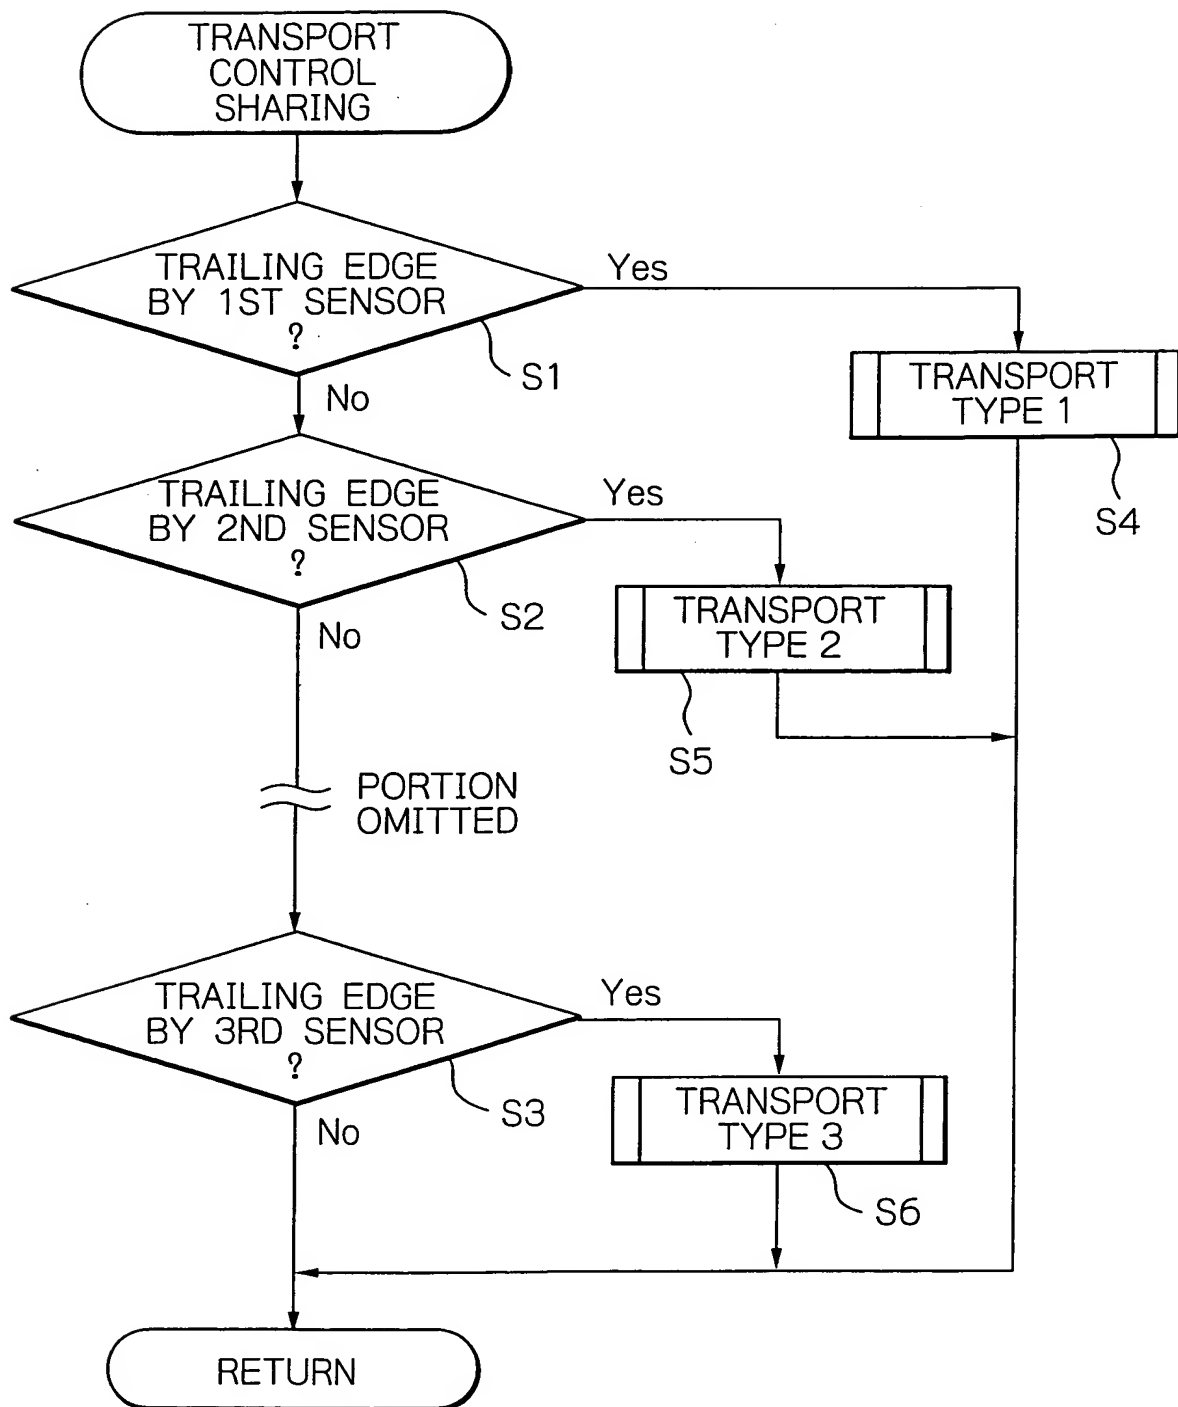 TRANSPORT
CONTROL
SHARING
TRAILING EDGE
BY 1ST SENSOR
?
Yes
S1
No
TRANSPORT
TYPE 1
S4
TRAILING EDGE
BY 2ND SENSOR
?
Yes
S2
No
TRANSPORT
TYPE 2
S5
PORTION
OMITTED
TRAILING EDGE
BY 3RD SENSOR
?
Yes
S3
No
TRANSPORT
TYPE 3
S6
RETURN